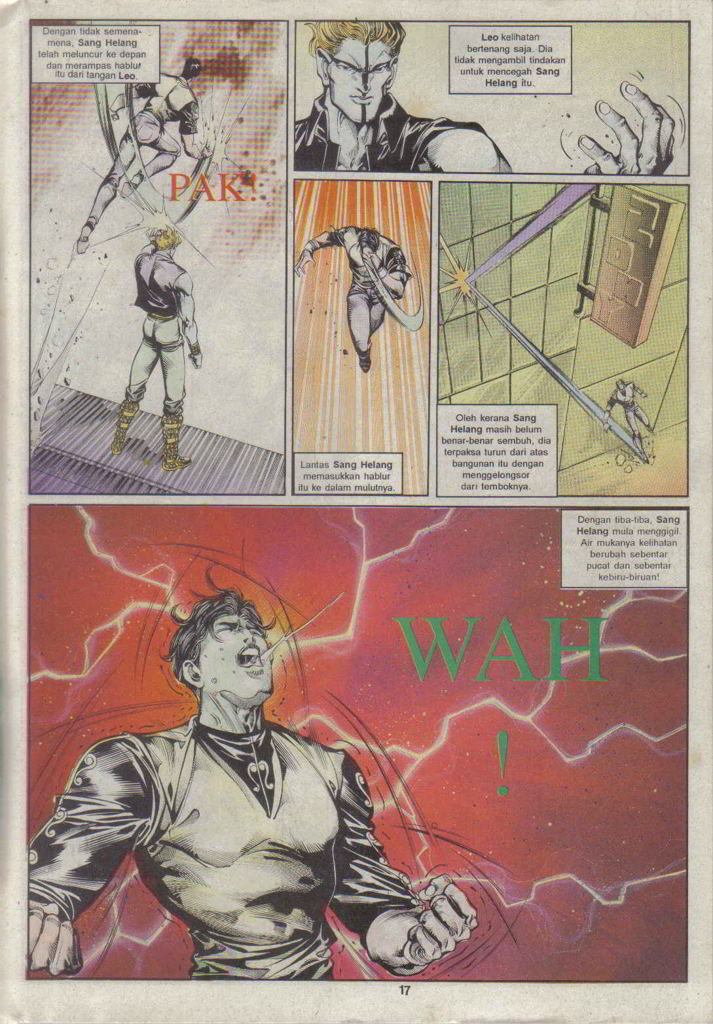 Dengan tidak semena-
mena, Sang Helang
telah meluncur ke depan
dan merampas hablur
itu dari tangan Leo.
PAK!
Leo kelihatan
bertenang saja. Dia
tidak mengambil tindakan
untuk mencegah Sang
Helang itu.
Lantas Sang Helang
memasukkan hablur
itu ke dalam mulutnya.
Oleh kerana Sang
Helang masih belum
benar-benar sembuh, dia
terpaksa turun dari atas
bangunan itu dengan
menggelongsor
dari temboknya.
Dengan tiba-tiba, Sang
Helang mula menggigil.
Air mukanya kelihatan
berubah sebentar
pucat dan sebentar
kebiru-biruan!
WAH
!
17